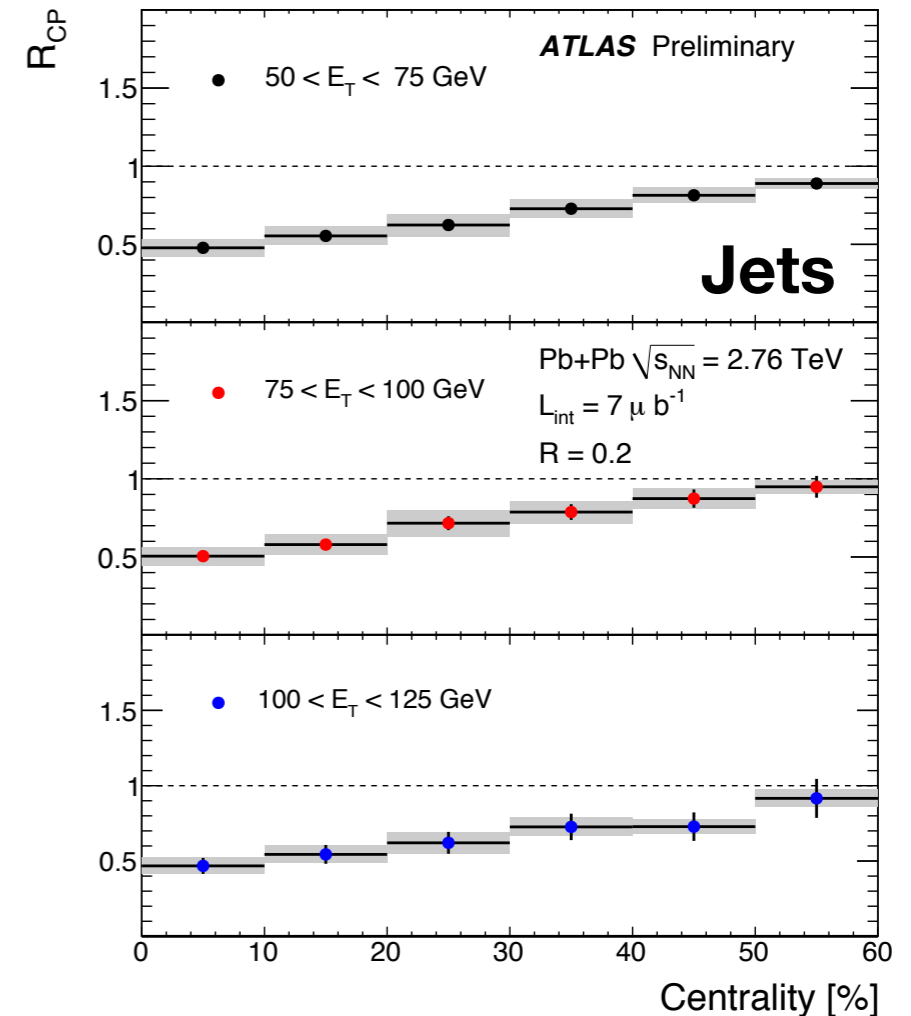 R_CP
ATLAS Preliminary
50 < E_T < 75 GeV
1.5
1
0.5
Jets
Pb+Pb √s_NN = 2.76 TeV
75 < E_T < 100 GeV
L_int = 7 μ b^-1
1.5
R = 0.2
1
0.5
100 < E_T < 125 GeV
1.5
1
0.5
0 10 20 30 40 50 60
Centrality [%]